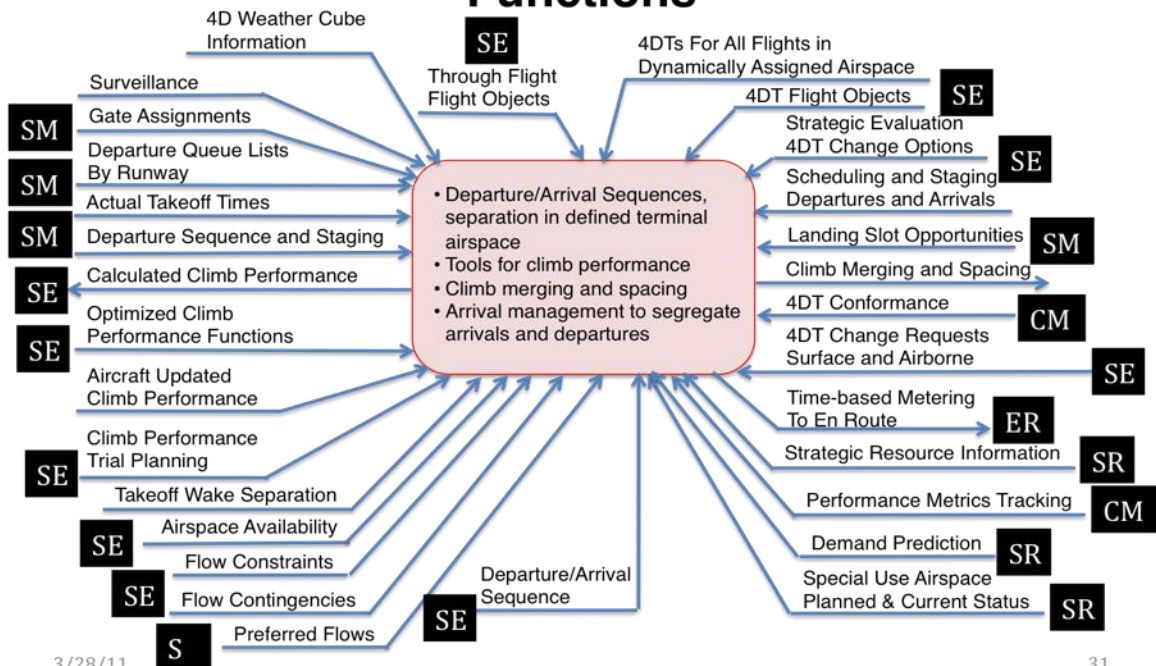 Functions
4D Weather Cube
Information
SE
Through Flight
Flight Objects
4DTs For All Flights in
Dynamically Assigned Airspace
SE
4DT Flight Objects
Surveillance
SM
Gate Assignments
Strategic Evaluation
4DT Change Options
SE
SM
Departure Queue Lists
By Runway
Scheduling and Staging
Departures and Arrivals
Actual Takeoff Times
SM
Departure Sequence and Staging
Landing Slot Opportunities
SM
SE
Calculated Climb Performance
Climb Merging and Spacing
• Departure/Arrival Sequences,
separation in defined terminal
airspace
• Tools for climb performance
• Climb merging and spacing
• Arrival management to segregate
arrivals and departures
SE
Optimized Climb
Performance Functions
4DT Conformance
CM
4DT Change Requests
Surface and Airborne
SE
Aircraft Updated
Climb Performance
Time-based Metering
To En Route
ER
SE
Climb Performance
Trial Planning
Strategic Resource Information
SR
Takeoff Wake Separation
Performance Metrics Tracking
CM
SE
Airspace Availability
Demand Prediction
SR
Flow Constraints
SE
Flow Contingencies
SE
Departure/Arrival
Sequence
Special Use Airspace
Planned & Current Status
SR
S
Preferred Flows
3/28/11
31